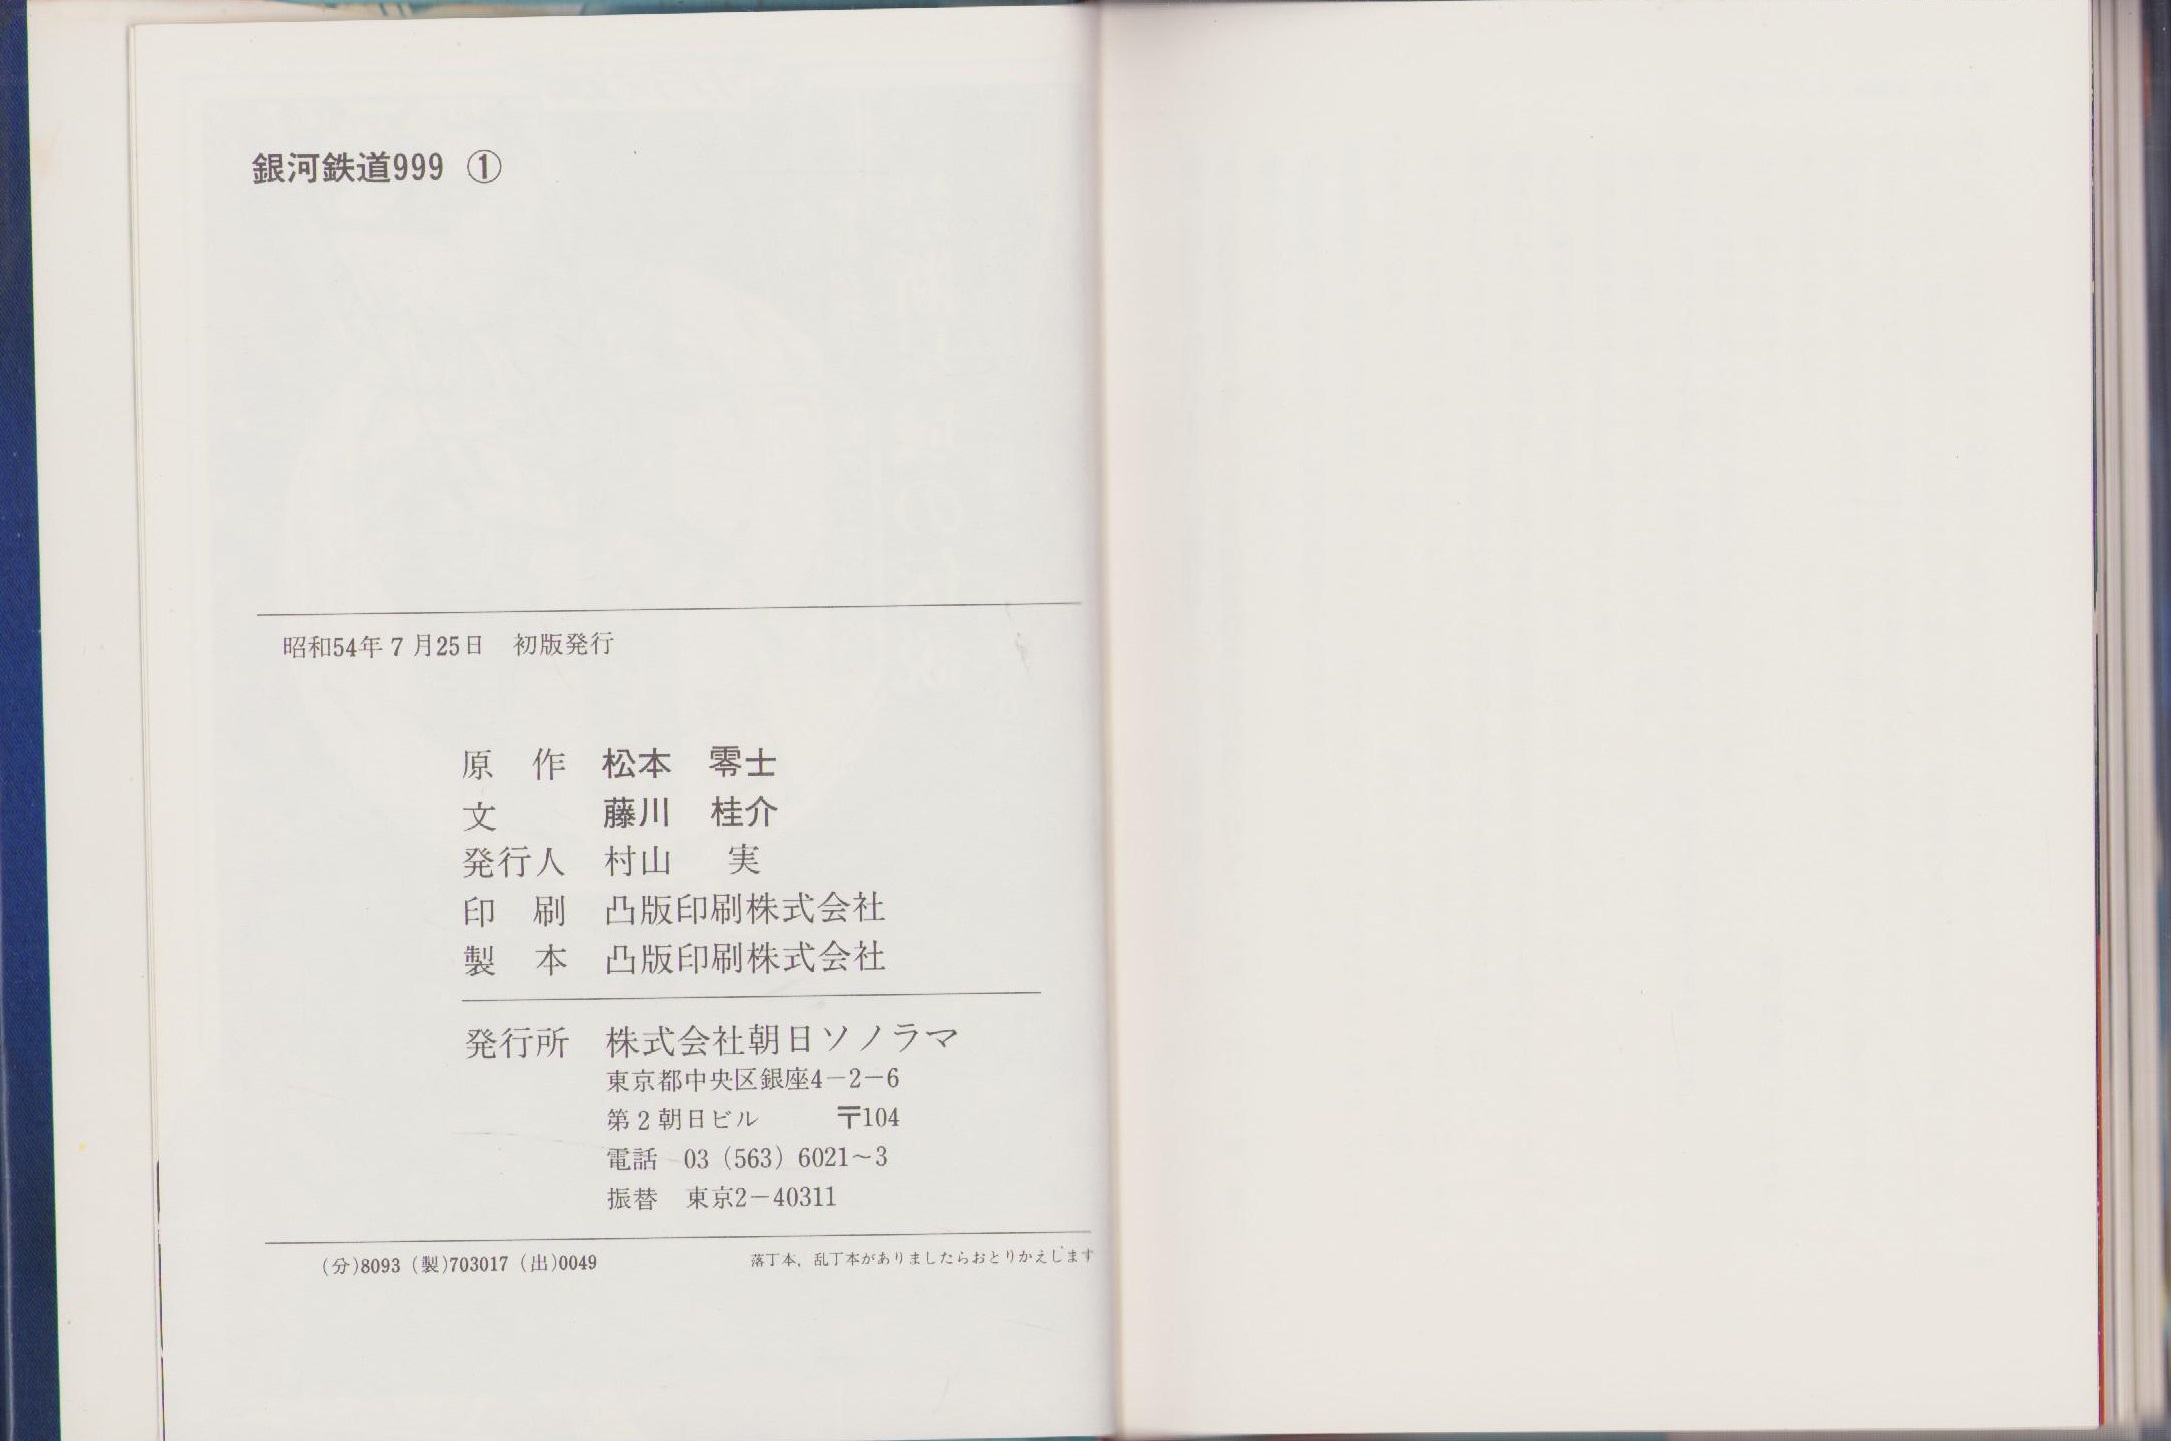 銀河鉄道999 ①
昭和54年7月25日　初版発行
原　作　松本　零士
文　　　藤川　桂介
発行人　村山　実
印　刷　凸版印刷株式会社
製　本　凸版印刷株式会社
発行所　株式会社朝日ソノラマ
東京都中央区銀座4－2－6
第2朝日ビル　〒104
電話　03（563）6021～3
振替　東京2－40311
（分）8093（製）703017（出）0049　落丁本，乱丁本がありましたらおとりかえします